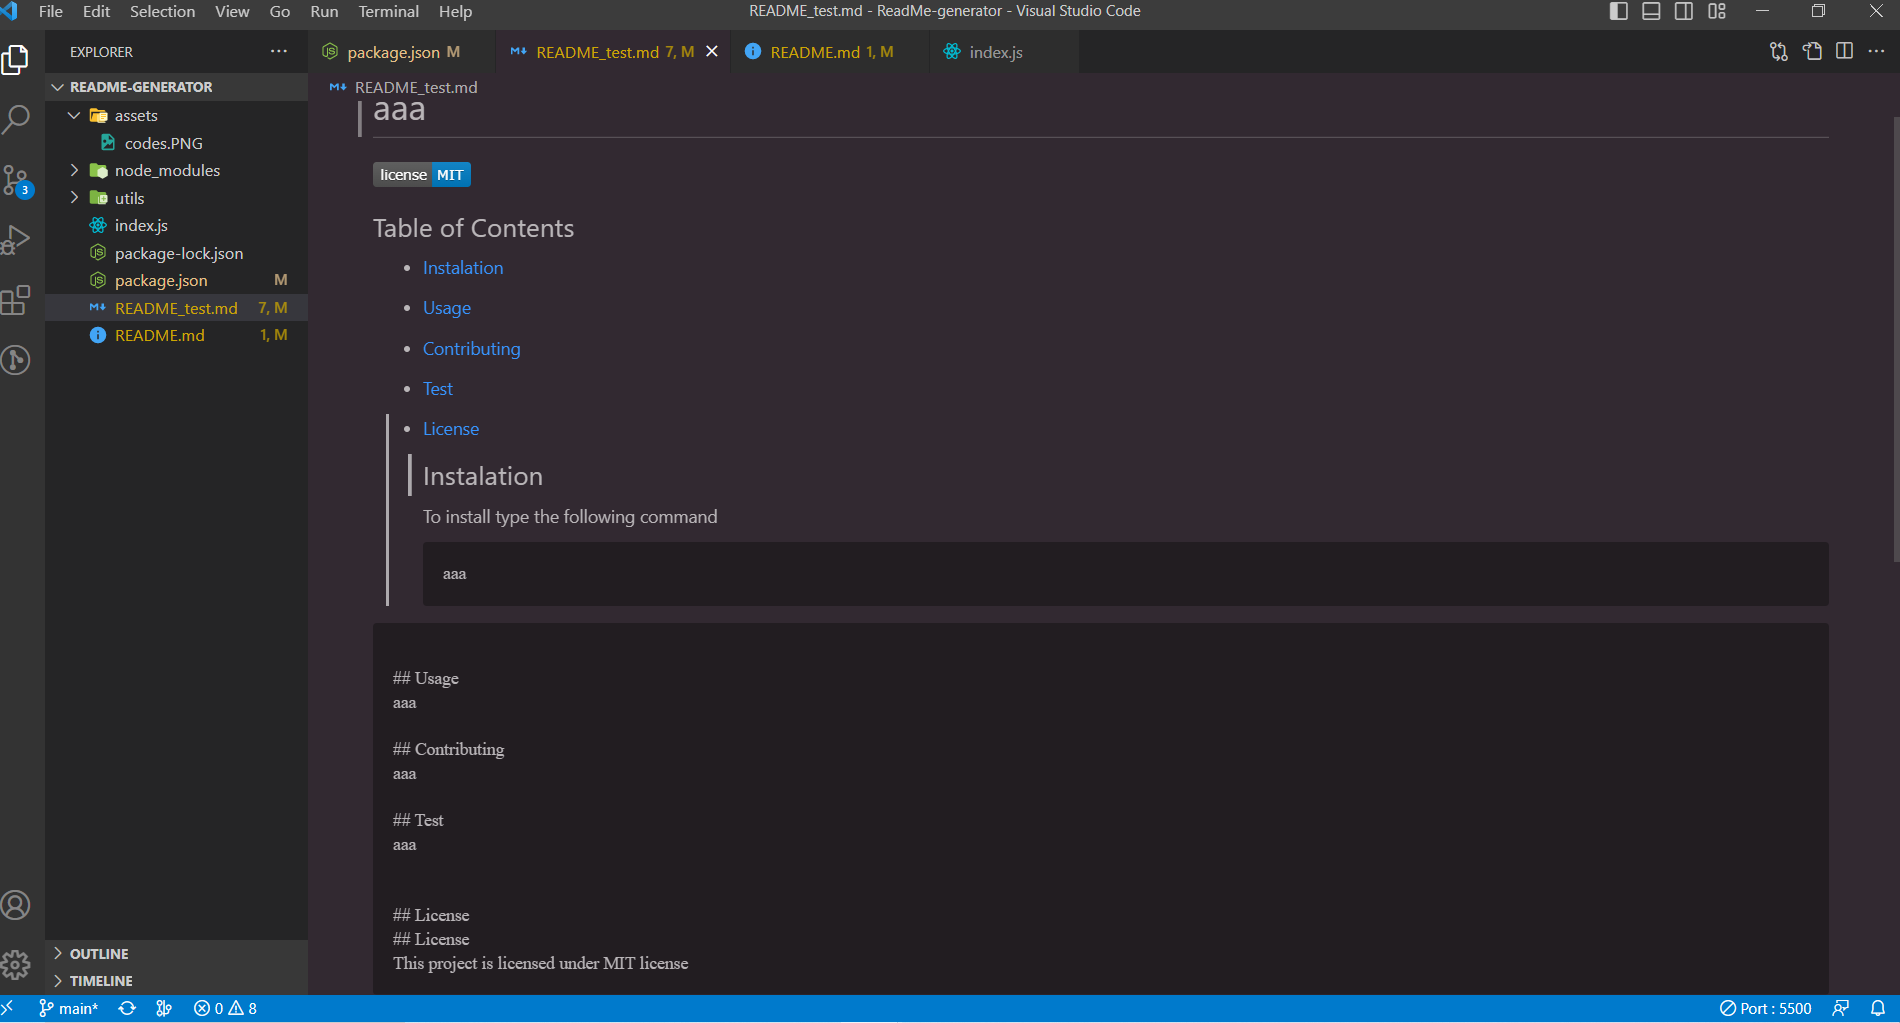 File Edit Selection View Go Run Terminal Help
README_test.md - ReadMe-generator - Visual Studio Code
EXPLORER
README-GENERATOR
assets
codes.PNG
node_modules
utils
index.js
package-lock.json
package.json M
README_test.md 7, M
README.md 1, M
OUTLINE
TIMELINE
3
package.json M
README_test.md 7, M
README.md 1, M
index.js
README_test.md
aaa
license MIT
Table of Contents
Instalation
Usage
Contributing
Test
License
Instalation
To install type the following command
aaa
## Usage
aaa
## Contributing
aaa
## Test
aaa
## License
## License
This project is licensed under MIT license
main* 0 8
Port : 5500